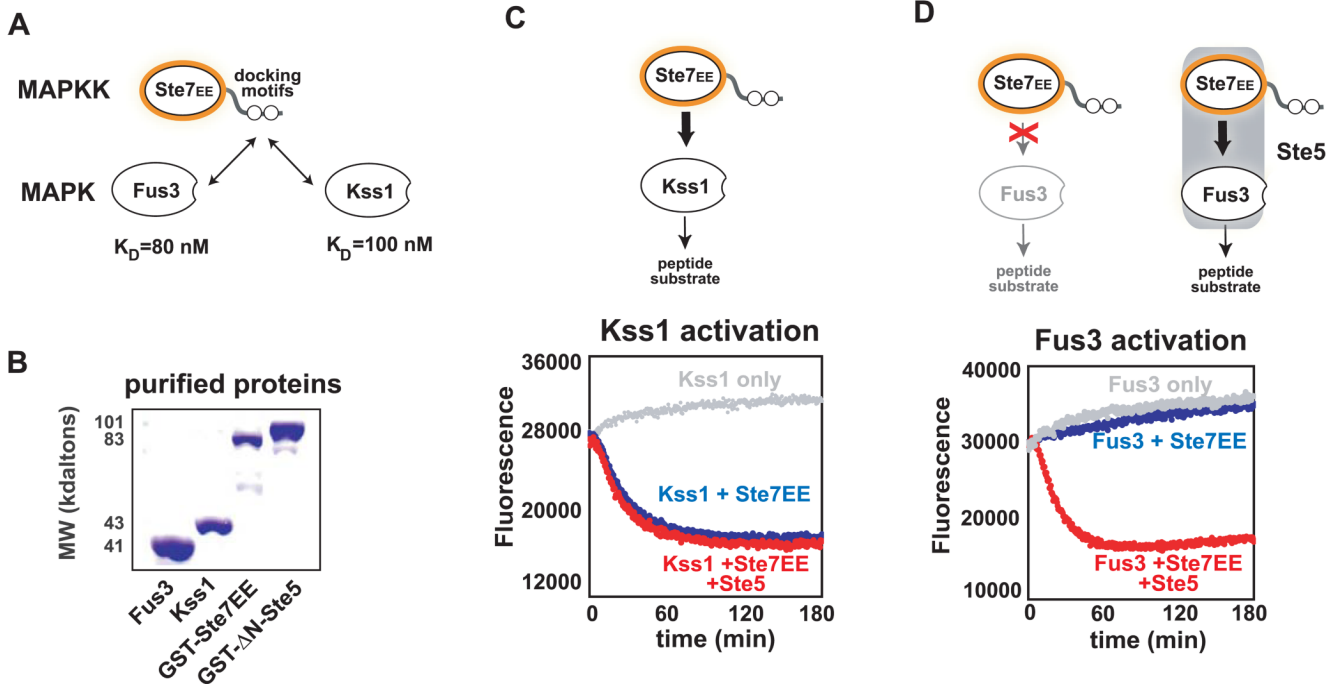 A
MAPKK
Ste7EE
docking
motifs
MAPK
Fus3
Kss1
KD=80 nM
KD=100 nM
B
purified proteins
MW (kdaltons)
101
83
43
41
Fus3
Kss1
GST-Ste7EE
GST-ΔN-Ste5
C
Ste7EE
Kss1
peptide
substrate
Kss1 activation
Fluorescence
36000
28000
20000
12000
Kss1 only
Kss1 + Ste7EE
Kss1 +Ste7EE
+Ste5
0 60 120 180
time (min)
D
Ste7EE
Fus3
peptide
substrate
Ste7EE
Ste5
Fus3
peptide
substrate
Fus3 activation
Fluorescence
40000
30000
20000
10000
Fus3 only
Fus3 + Ste7EE
Fus3 +Ste7EE
+Ste5
0 60 120 180
time (min)